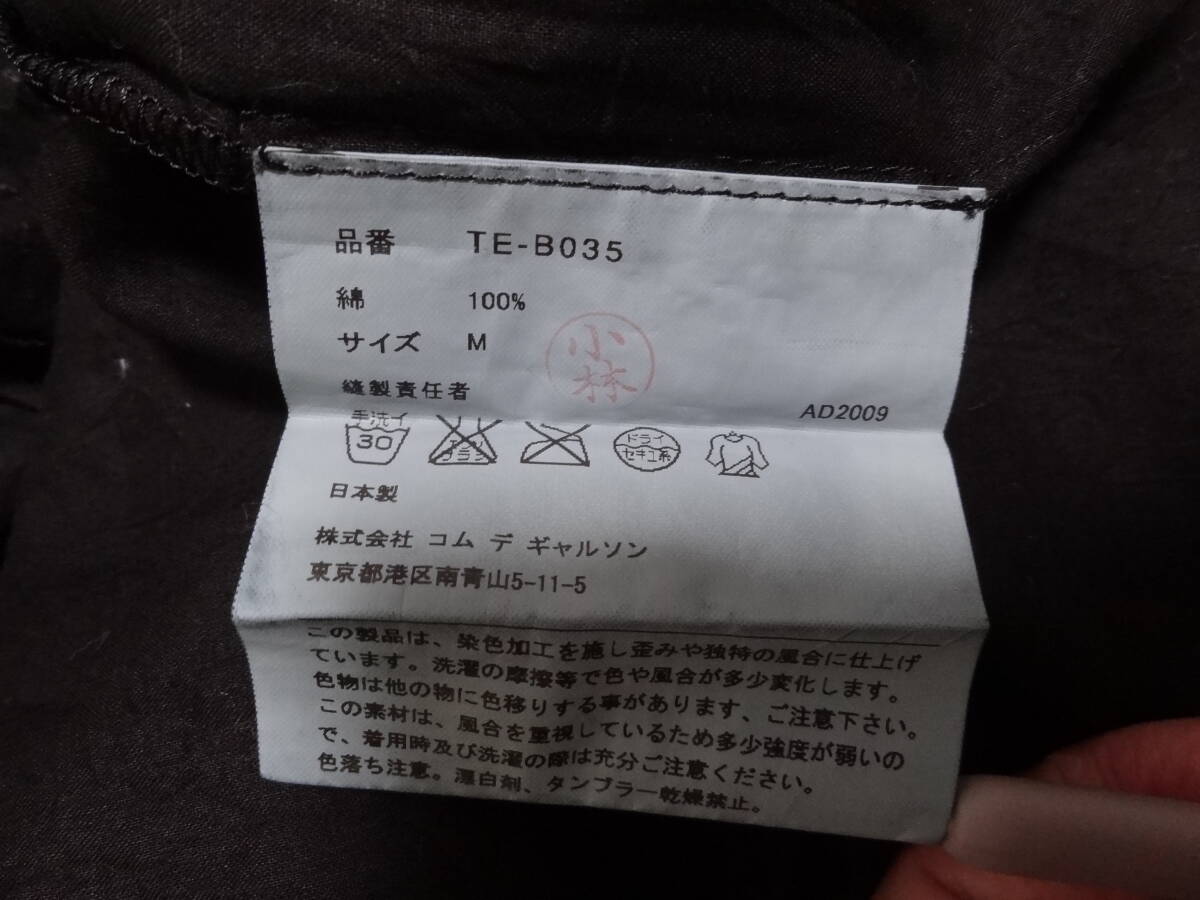 品番 TE-B035
綿 100%
サイズ M
小林
縫製責任者
AD2009
手洗イ
30
エンソ
ドライ
セキユ系
日本製
株式会社 コム デ ギャルソン
東京都港区南青山5-11-5
この製品は、染色加工を施し歪みや独特の風合に仕上げ
ています。洗濯の摩擦等で色や風合が多少変化します。
色物は他の物に色移りする事があります、ご注意下さい。
この素材は、風合を重視しているため多少強度が弱いの
で、着用時及び洗濯の際は充分ご注意ください。
色落ち注意。漂白剤、タンブラー乾燥禁止。